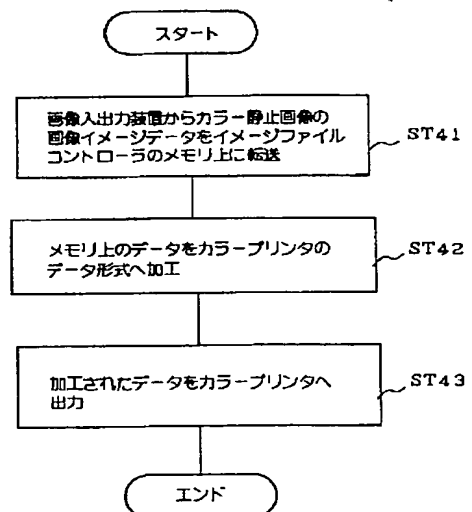 スタート
画像入出力装置からカラー静止画像の
画像イメージデータをイメージファイル
コントローラのメモリ上に転送
ST41
メモリ上のデータをカラープリンタの
データ形式へ加工
ST42
加工されたデータをカラープリンタへ
出力
ST43
エンド